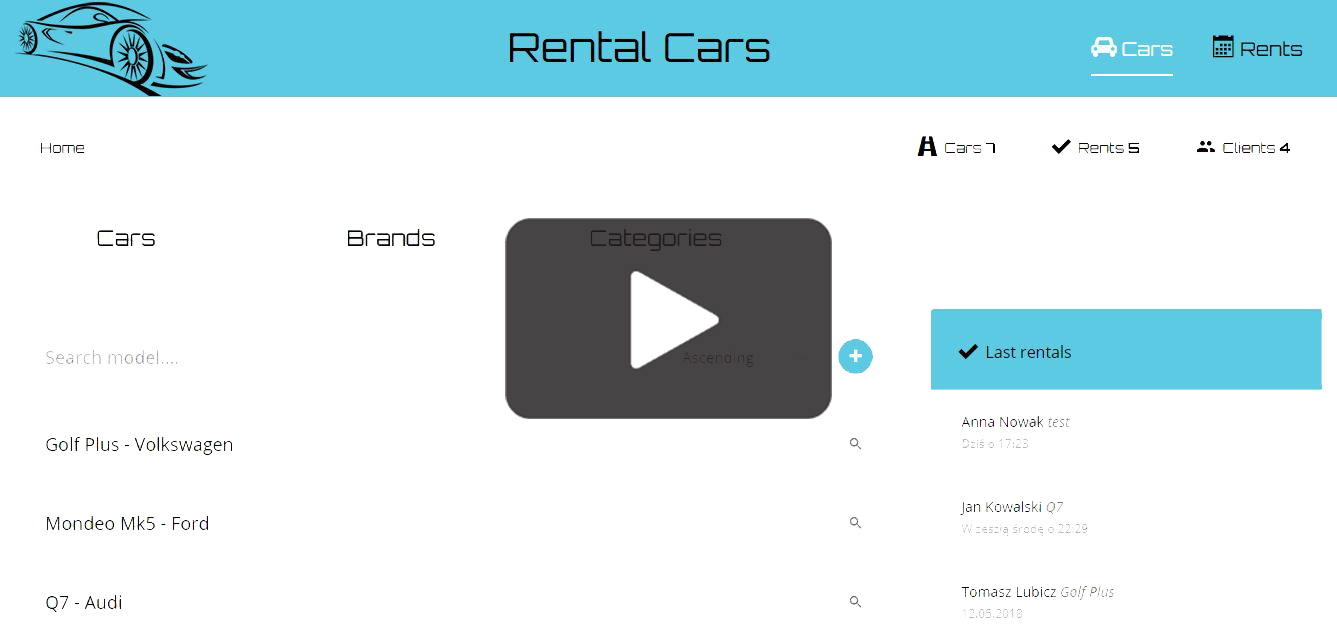 Rental Cars
Cars
Rents
Home
Cars 7
Rents 5
Clients 4
Cars
Brands
Categories
Search model....
Ascending
Last rentals
Golf Plus - Volkswagen
Mondeo Mk5 - Ford
Q7 - Audi
Anna Nowak test
Dziś o 17:23
Jan Kowalski Q7
W zeszłą środę o 22:29
Tomasz Lubicz Golf Plus
12.05.2018